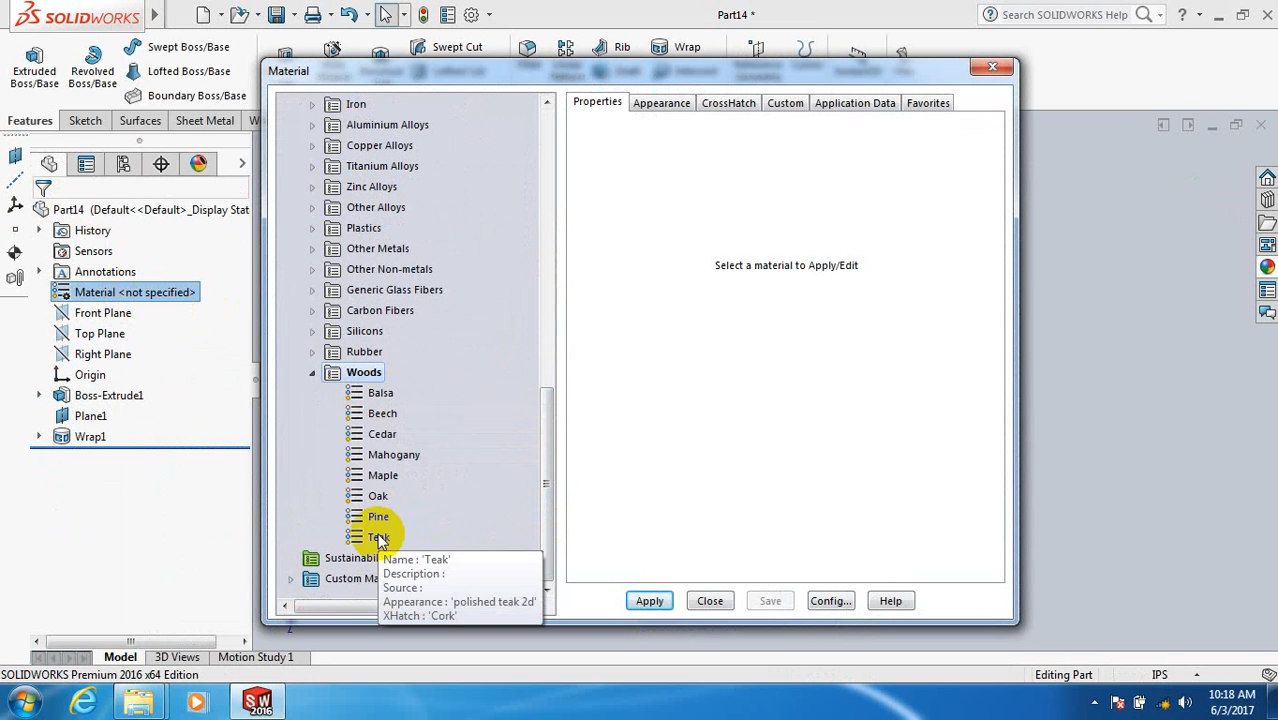 SOLIDWORKS
Part14 *
Search SOLIDWORKS Help
?
Extruded
Boss/Base
Revolved
Boss/Base
Swept Boss/Base
Lofted Boss/Base
Boundary Boss/Base
Swept Cut
Rib
Wrap
Features
Sketch
Surfaces
Sheet Metal
Part14 (Default<<Default>_Display Stat
History
Sensors
Annotations
Material <not specified>
Front Plane
Top Plane
Right Plane
Origin
Boss-Extrude1
Plane1
Wrap1
Material
Iron
Aluminium Alloys
Copper Alloys
Titanium Alloys
Zinc Alloys
Other Alloys
Plastics
Other Metals
Other Non-metals
Generic Glass Fibers
Carbon Fibers
Silicons
Rubber
Woods
Balsa
Beech
Cedar
Mahogany
Maple
Oak
Pine
Teak
Sustainabil
Custom Ma
Name : 'Teak'
Description :
Source :
Appearance : 'polished teak 2d'
XHatch : 'Cork'
Properties
Appearance
CrossHatch
Custom
Application Data
Favorites
Select a material to Apply/Edit
Apply
Close
Save
Config...
Help
Model
3D Views
Motion Study 1
SOLIDWORKS Premium 2016 x64 Edition
Editing Part
IPS
SW
2016
10:18 AM
6/3/2017